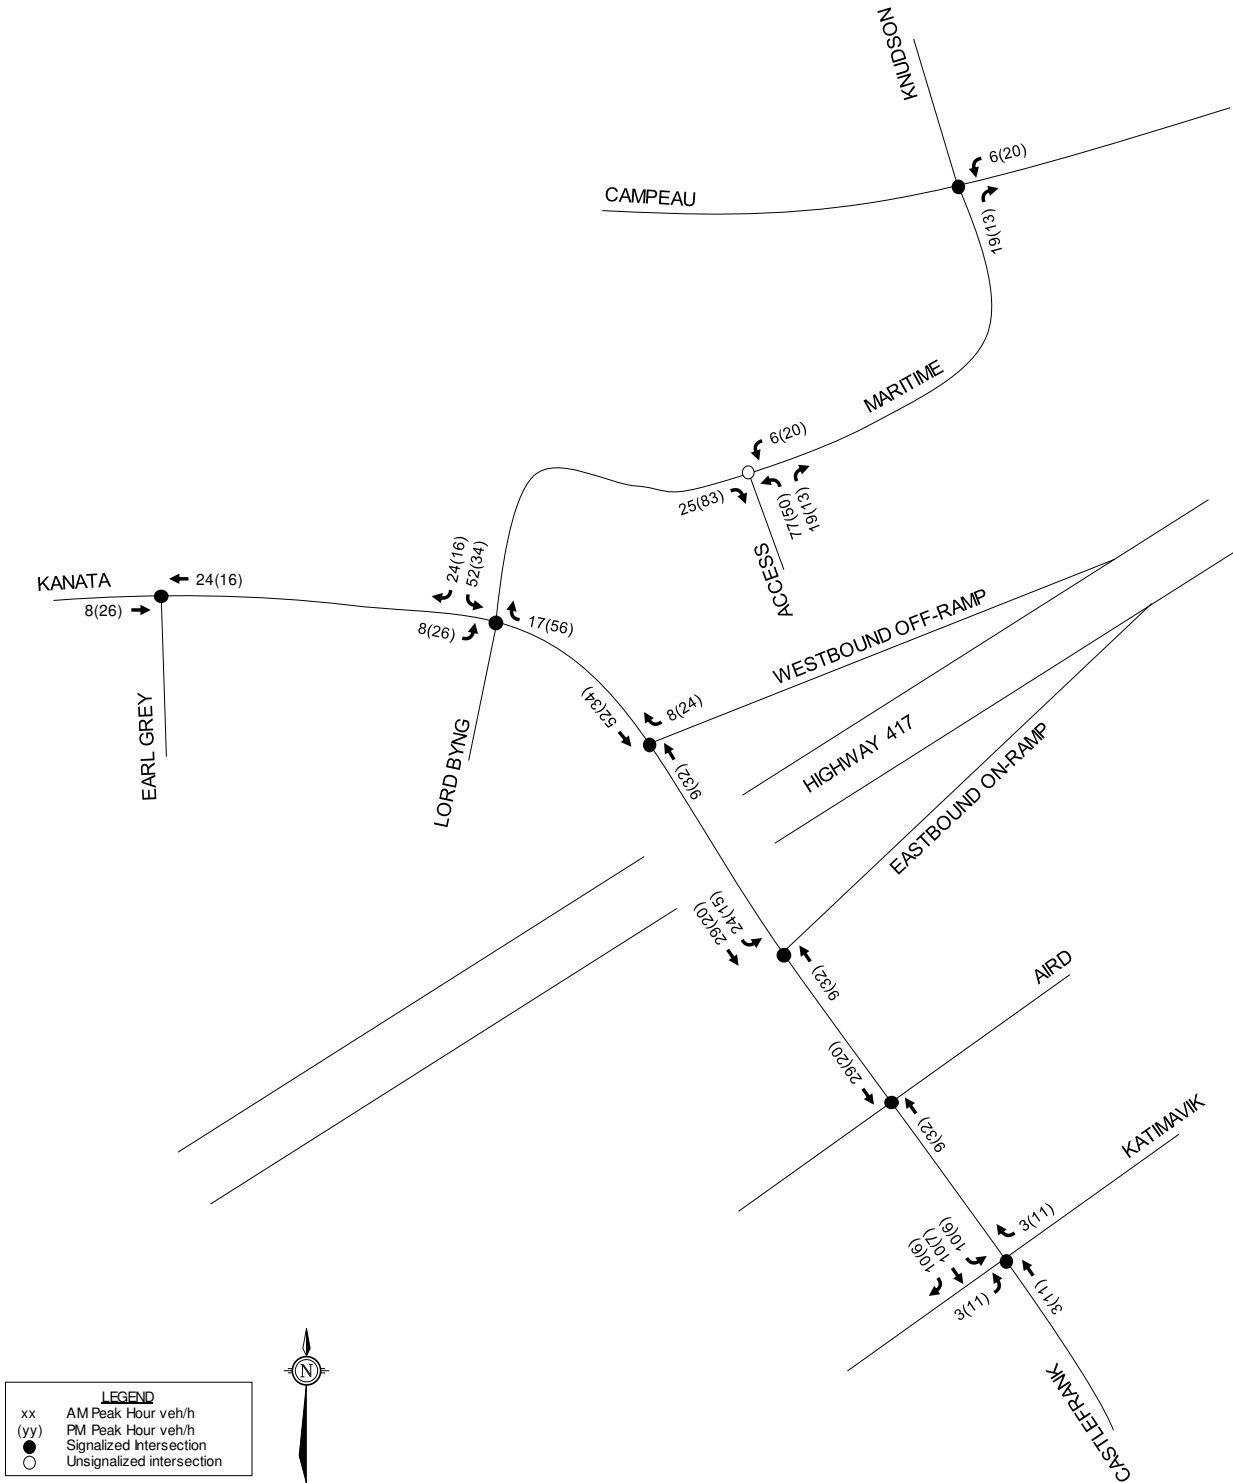 KNUDSON
6(20)
CAMPEAU
19(13)
MARITIME
6(20)
25(83)
77(50)
19(13)
ACCESS
24(16)
52(34)
KANATA
24(16)
8(26)
8(26)
17(56)
WESTBOUND OFF-RAMP
EARL GREY
LORD BYNG
52(34)
8(24)
9(32)
HIGHWAY 417
EASTBOUND ON-RAMP
29(20)
24(15)
9(32)
AIRD
29(20)
9(32)
KATIMAVIK
10(6)
10(7)
10(6)
3(11)
3(11)
3(11)
CASTLEFRANK
N
LEGEND
xx AM Peak Hour veh/h
(yy) PM Peak Hour veh/h
Signalized Intersection
Unsignalized intersection